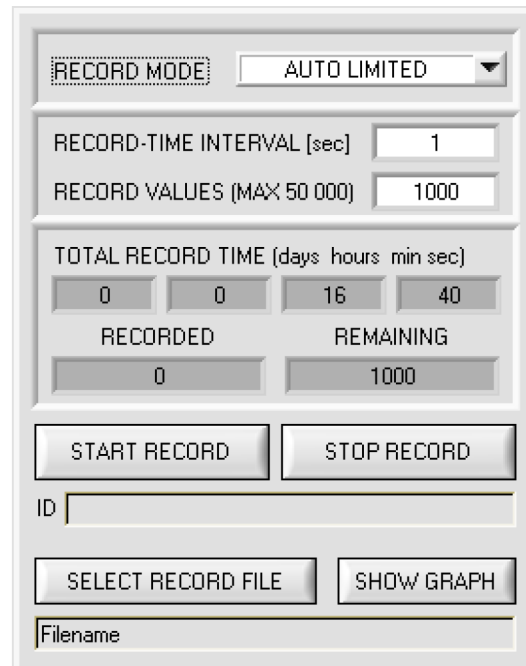 RECORD MODE AUTO LIMITED
RECORD-TIME INTERVAL [sec] 1
RECORD VALUES (MAX 50 000) 1000
TOTAL RECORD TIME (days hours min sec)
0 0 16 40
RECORDED REMAINING
0 1000
START RECORD STOP RECORD
ID
SELECT RECORD FILE SHOW GRAPH
Filename